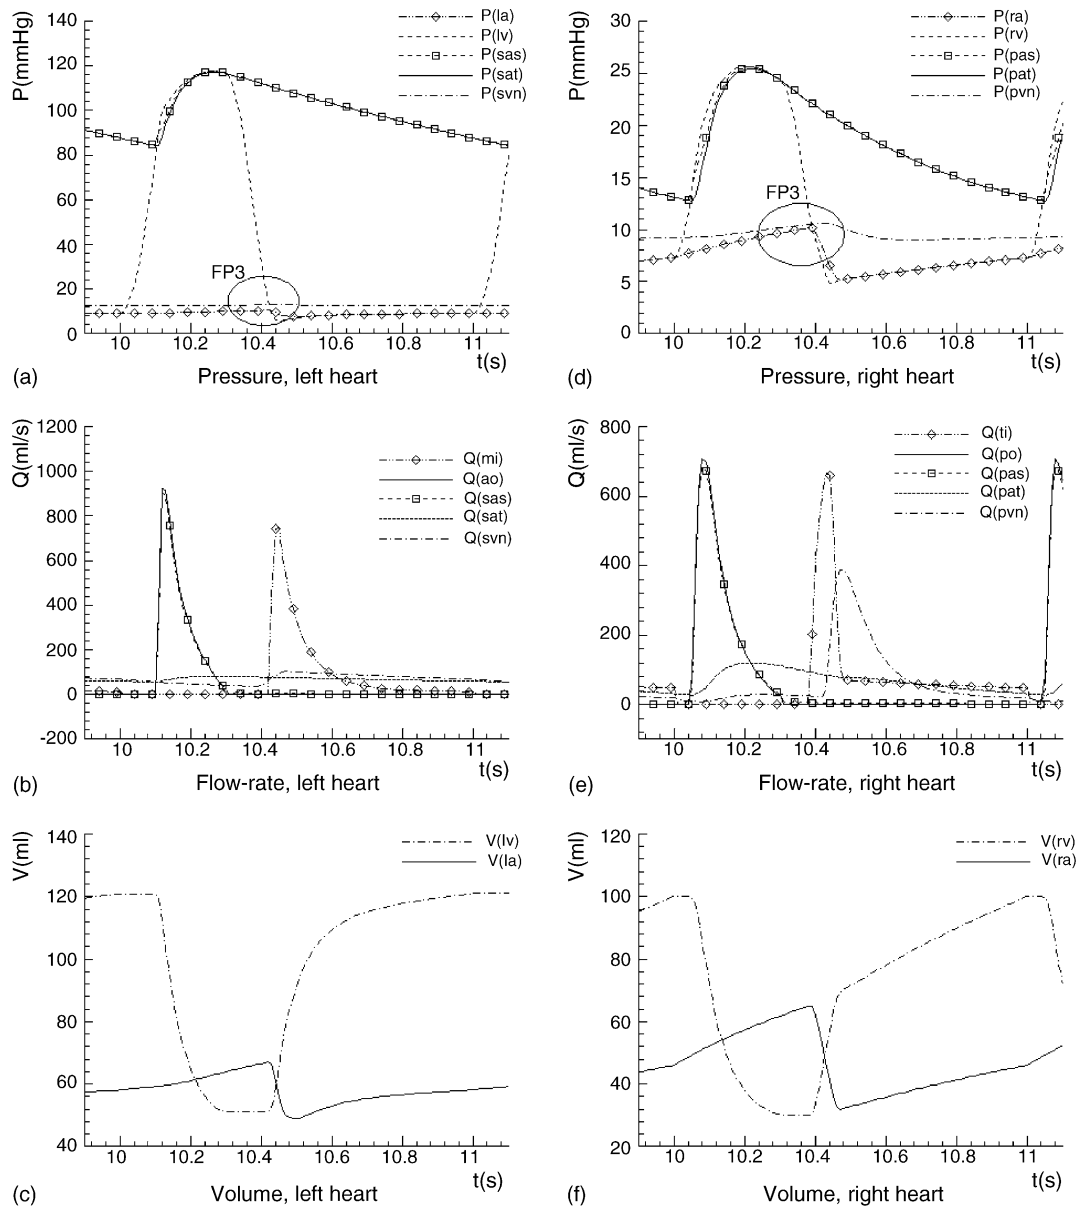 P(mmHg)
140
120
100
80
60
40
20
0
P(la)
P(lv)
P(sas)
P(sat)
P(svn)
FP3
10 10.2 10.4 10.6 10.8 11
t(s)
(a) Pressure, left heart
P(mmHg)
30
25
20
15
10
5
0
P(ra)
P(rv)
P(pas)
P(pat)
P(pvn)
FP3
10 10.2 10.4 10.6 10.8 11
t(s)
(d) Pressure, right heart
Q(ml/s)
1200
1000
800
600
400
200
0
-200
Q(mi)
Q(ao)
Q(sas)
Q(sat)
Q(svn)
10 10.2 10.4 10.6 10.8 11
t(s)
(b) Flow-rate, left heart
Q(ml/s)
800
600
400
200
0
Q(ti)
Q(po)
Q(pas)
Q(pat)
Q(pvn)
10 10.2 10.4 10.6 10.8 11
t(s)
(e) Flow-rate, right heart
V(ml)
140
120
100
80
60
40
V(lv)
V(la)
10 10.2 10.4 10.6 10.8 11
t(s)
(c) Volume, left heart
V(ml)
120
100
80
60
40
20
V(rv)
V(ra)
10 10.2 10.4 10.6 10.8 11
t(s)
(f) Volume, right heart